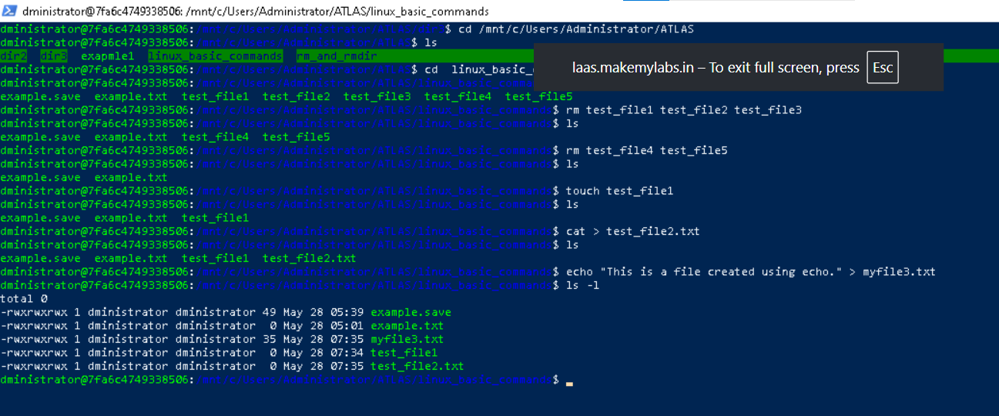 dministrator@7fa6c4749338506: /mnt/c/Users/Administrator/ATLAS/linux_basic_commands
dministrator@7fa6c4749338506:/mnt/c/Users/Administrator/ATLAS/dir3$ cd /mnt/c/Users/Administrator/ATLAS
dministrator@7fa6c4749338506:/mnt/c/Users/Administrator/ATLAS$ ls
dir2  dir3  exapmle1  linux_basic_commands  rm_and_rmdir
laas.makemylabs.in – To exit full screen, press Esc
dministrator@7fa6c4749338506:/mnt/c/Users/Administrator/ATLAS$ cd  linux_basic_
dministrator@7fa6c4749338506:/mnt/c/Users/Administrator/ATLAS/linux_basic_commands
example.save  example.txt  test_file1  test_file2  test_file3  test_file4  test_file5
dministrator@7fa6c4749338506:/mnt/c/Users/Administrator/ATLAS/linux_basic_commands$ rm test_file1 test_file2 test_file3
dministrator@7fa6c4749338506:/mnt/c/Users/Administrator/ATLAS/linux_basic_commands$ ls
example.save  example.txt  test_file4  test_file5
dministrator@7fa6c4749338506:/mnt/c/Users/Administrator/ATLAS/linux_basic_commands$ rm test_file4 test_file5
dministrator@7fa6c4749338506:/mnt/c/Users/Administrator/ATLAS/linux_basic_commands$ ls
example.save  example.txt
dministrator@7fa6c4749338506:/mnt/c/Users/Administrator/ATLAS/linux_basic_commands$ touch test_file1
dministrator@7fa6c4749338506:/mnt/c/Users/Administrator/ATLAS/linux_basic_commands$ ls
example.save  example.txt  test_file1
dministrator@7fa6c4749338506:/mnt/c/Users/Administrator/ATLAS/linux_basic_commands$ cat > test_file2.txt
dministrator@7fa6c4749338506:/mnt/c/Users/Administrator/ATLAS/linux_basic_commands$ ls
example.save  example.txt  test_file1  test_file2.txt
dministrator@7fa6c4749338506:/mnt/c/Users/Administrator/ATLAS/linux_basic_commands$ echo "This is a file created using echo." > myfile3.txt
dministrator@7fa6c4749338506:/mnt/c/Users/Administrator/ATLAS/linux_basic_commands$ ls -l
total 0
-rwxrwxrwx 1 dministrator dministrator 49 May 28 05:39 example.save
-rwxrwxrwx 1 dministrator dministrator  0 May 28 05:01 example.txt
-rwxrwxrwx 1 dministrator dministrator 35 May 28 07:35 myfile3.txt
-rwxrwxrwx 1 dministrator dministrator  0 May 28 07:34 test_file1
-rwxrwxrwx 1 dministrator dministrator  0 May 28 07:35 test_file2.txt
dministrator@7fa6c4749338506:/mnt/c/Users/Administrator/ATLAS/linux_basic_commands$